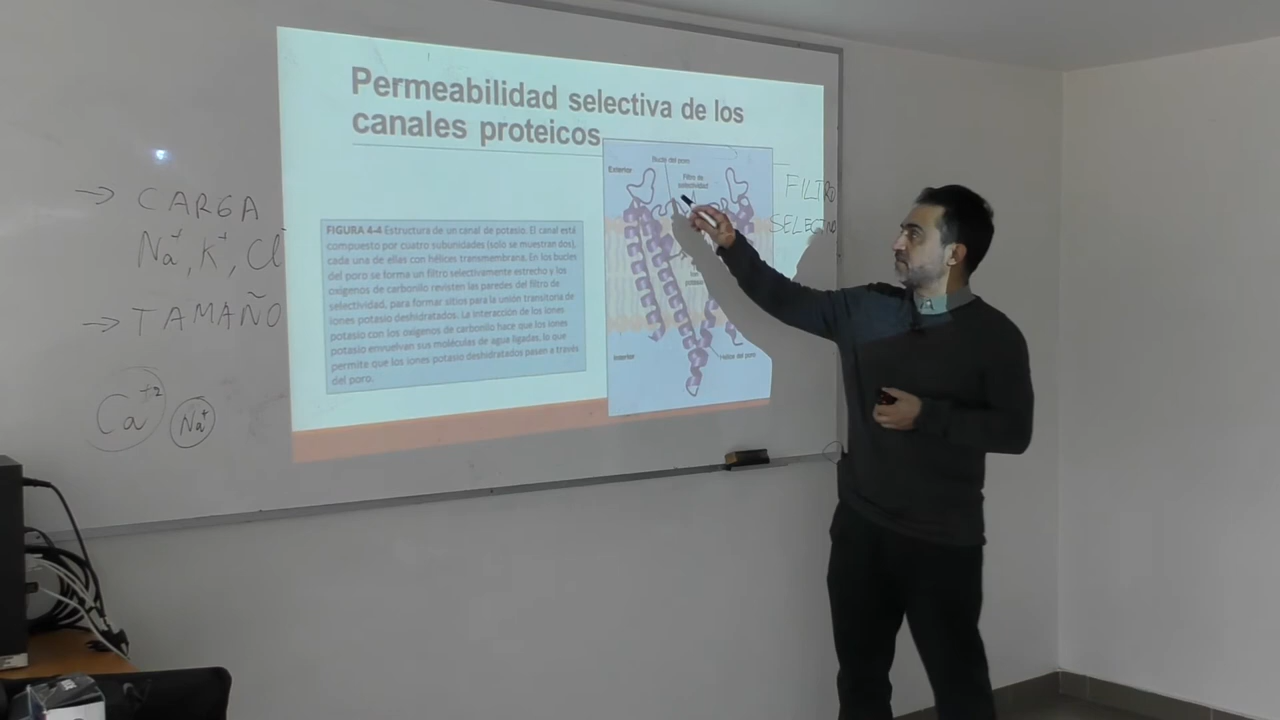 Permeabilidad selectiva de los
canales proteicos
FIGURA 4-4 Estructura de un canal de potasio. El canal está
compuesto por cuatro subunidades (solo se muestran dos),
cada una de ellas con hélices transmembrana. En los bucles
del poro se forma un filtro selectivamente estrecho y los
oxígenos de carbonilo revisten las paredes del filtro de
selectividad, para formar sitios para la unión transitoria de
iones potasio deshidratados. La interacción de los iones
potasio con los oxígenos de carbonilo hace que los iones
potasio envuelvan sus moléculas de agua ligadas, lo que
permite que los iones potasio deshidratados pasen a través
del poro.
Exterior
Bucle del poro
Filtro de
selectividad
Interior
Hélice del poro
→ CARGA
Na⁺, K⁺, Cl⁻
→ TAMAÑO
Ca⁺² Na⁺
FILTRO